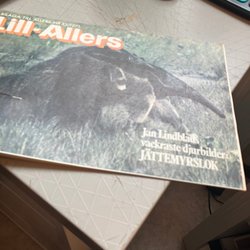 Lill-Allers
Jan Lindblads
vackraste djurbilder:
JÄTTEMYRSLOK